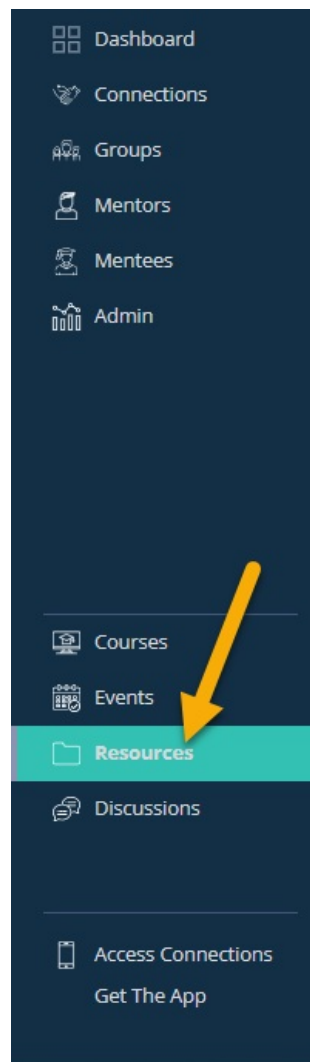 Dashboard
Connections
Groups
Mentors
Mentees
Admin
Courses
Events
Resources
Discussions
Access Connections
Get The App